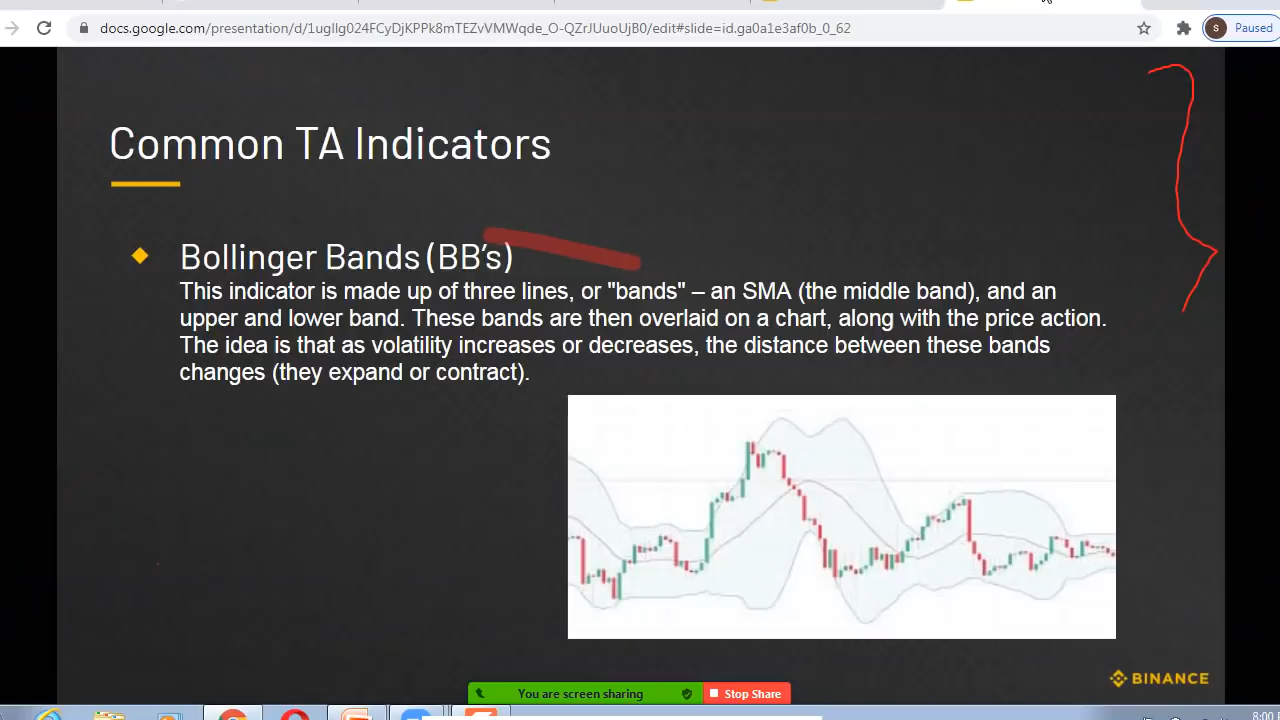 docs.google.com/presentation/d/1ugIlg024FCyDjKPPk8mTEZyVMW_de_O-QZrJUuoUjB0/edit#slide=id.ga0a1e3af0b_0_62
S
Paused
Common TA Indicators
Bollinger Bands (BB's)
This indicator is made up of three lines, or "bands" – an SMA (the middle band), and an
upper and lower band. These bands are then overlaid on a chart, along with the price action.
The idea is that as volatility increases or decreases, the distance between these bands
changes (they expand or contract).
BINANCE
You are screen sharing
Stop Share
8:00